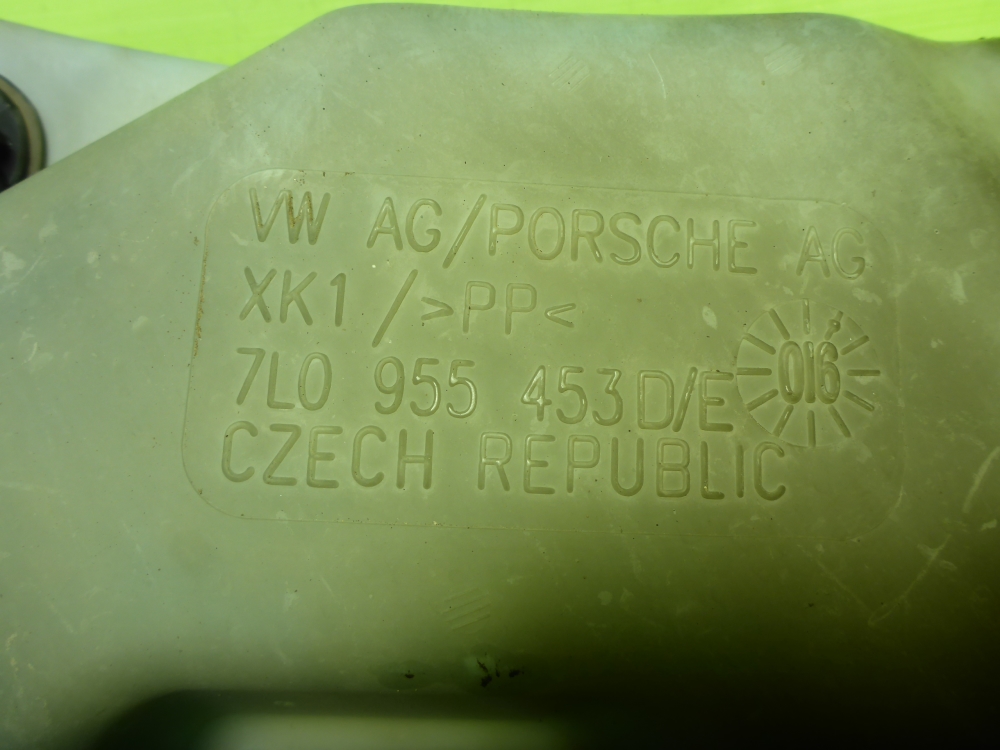 VW AG/PORSCHE AG
XK1 />PP<
7L0 955 453D/E
CZECH REPUBLIC
016